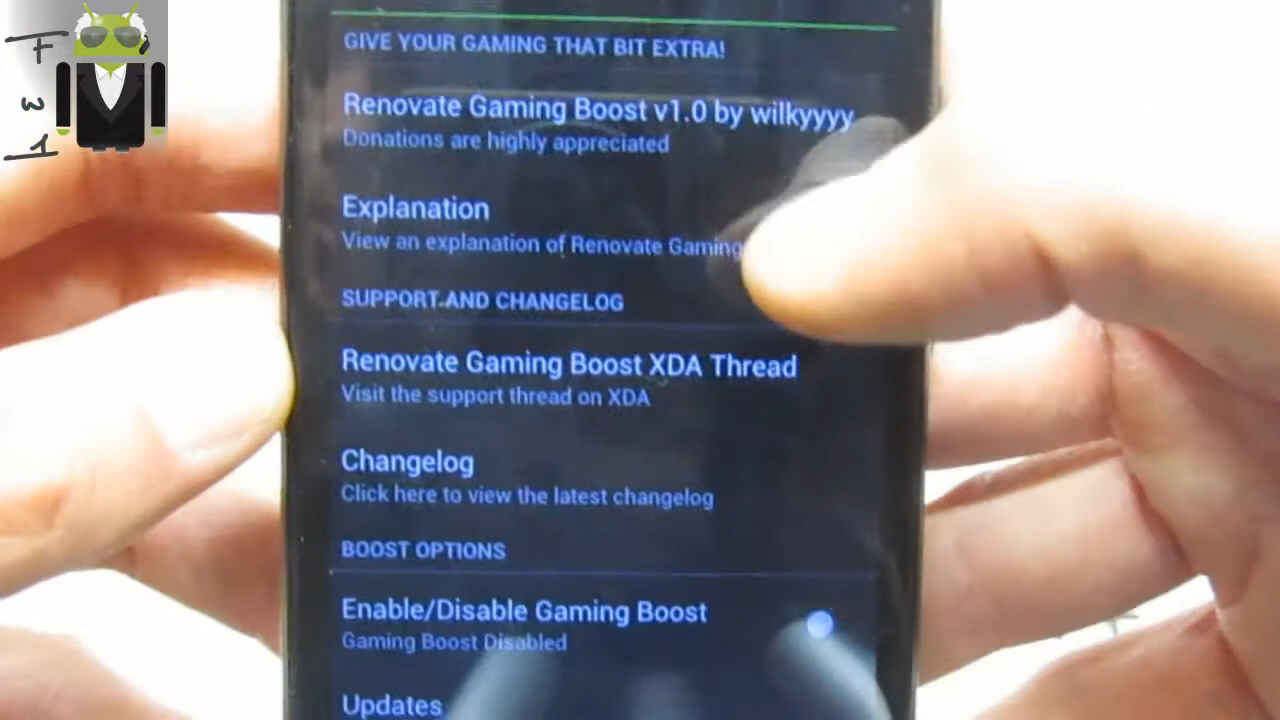 GIVE YOUR GAMING THAT BIT EXTRA!
Renovate Gaming Boost v1.0 by wilkyyyy
Donations are highly appreciated
Explanation
View an explanation of Renovate Gaming
SUPPORT AND CHANGELOG
Renovate Gaming Boost XDA Thread
Visit the support thread on XDA
Changelog
Click here to view the latest changelog
BOOST OPTIONS
Enable/Disable Gaming Boost
Gaming Boost Disabled
Updates